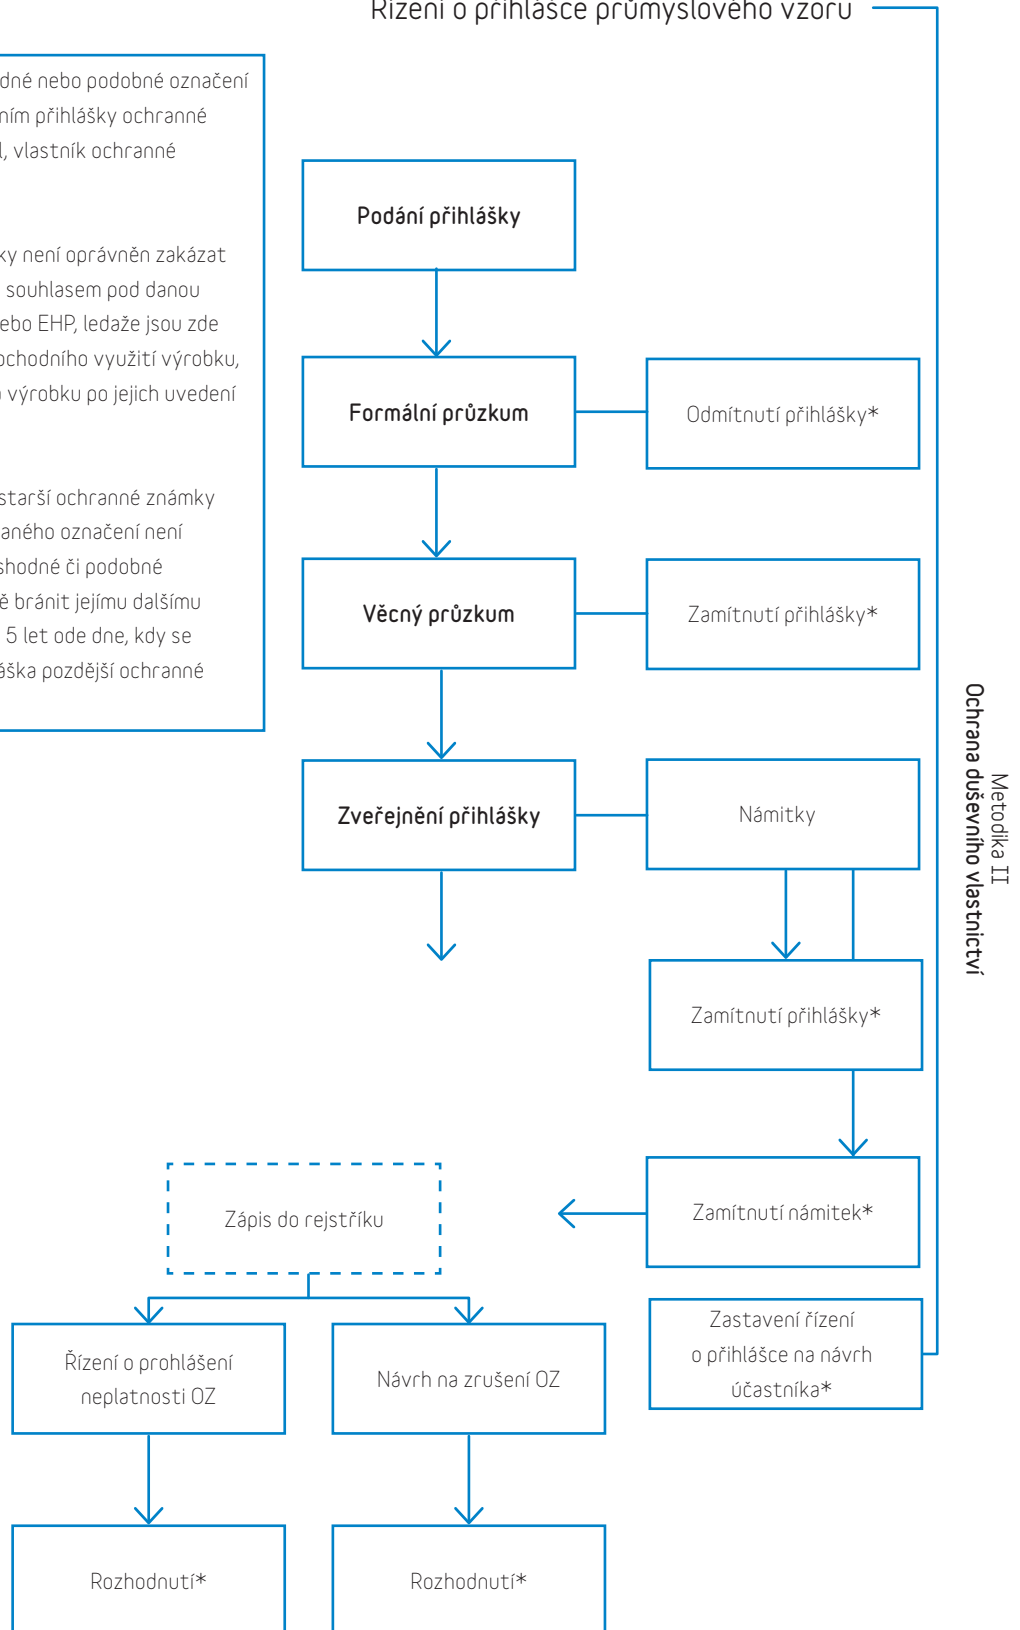 Řízení o přihlášce průmyslového vzoru
dné nebo podobné označení
ním přihlášky ochranné
l, vlastník ochranné
ky není oprávněn zakázat
souhlasem pod danou
ebo EHP, ledaže jsou zde
ochodního využití výrobku,
výrobku po jejich uvedení
starší ochranné známky
aného označení není
shodné či podobné
ě bránit jejímu dalšímu
5 let ode dne, kdy se
áška pozdější ochranné
Podání přihlášky
Formální průzkum
Odmítnutí přihlášky*
Věcný průzkum
Zamítnutí přihlášky*
Zveřejnění přihlášky
Námitky
Zamítnutí přihlášky*
Zamítnutí námitek*
Zápis do rejstříku
Zastavení řízení
o přihlášce na návrh
účastníka*
Řízení o prohlášení
neplatnosti OZ
Návrh na zrušení OZ
Rozhodnutí*
Rozhodnutí*
Metodika II
Ochrana duševního vlastnictví